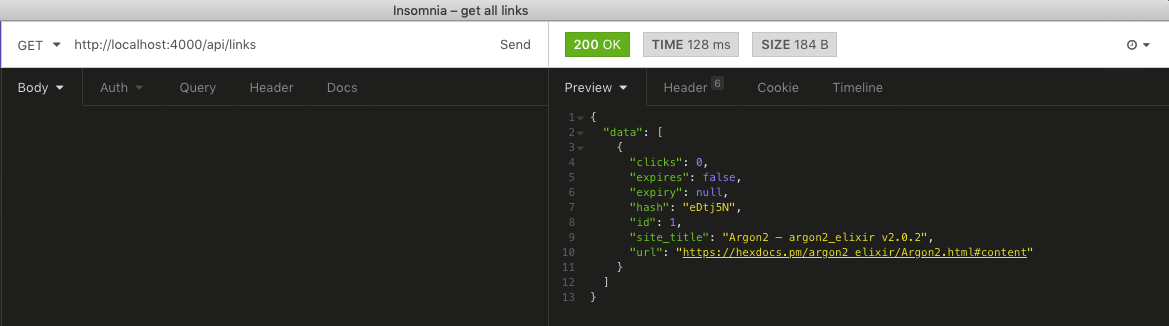 Insomnia – get all links
GET http://localhost:4000/api/links Send 200 OK TIME 128 ms SIZE 184 B
Body Auth Query Header Docs Preview Header 6 Cookie Timeline
1 {
2 "data": [
3 {
4 "clicks": 0,
5 "expires": false,
6 "expiry": null,
7 "hash": "eDtj5N",
8 "id": 1,
9 "site_title": "Argon2 — argon2_elixir v2.0.2",
10 "url": "https://hexdocs.pm/argon2_elixir/Argon2.html#content"
11 }
12 ]
13 }